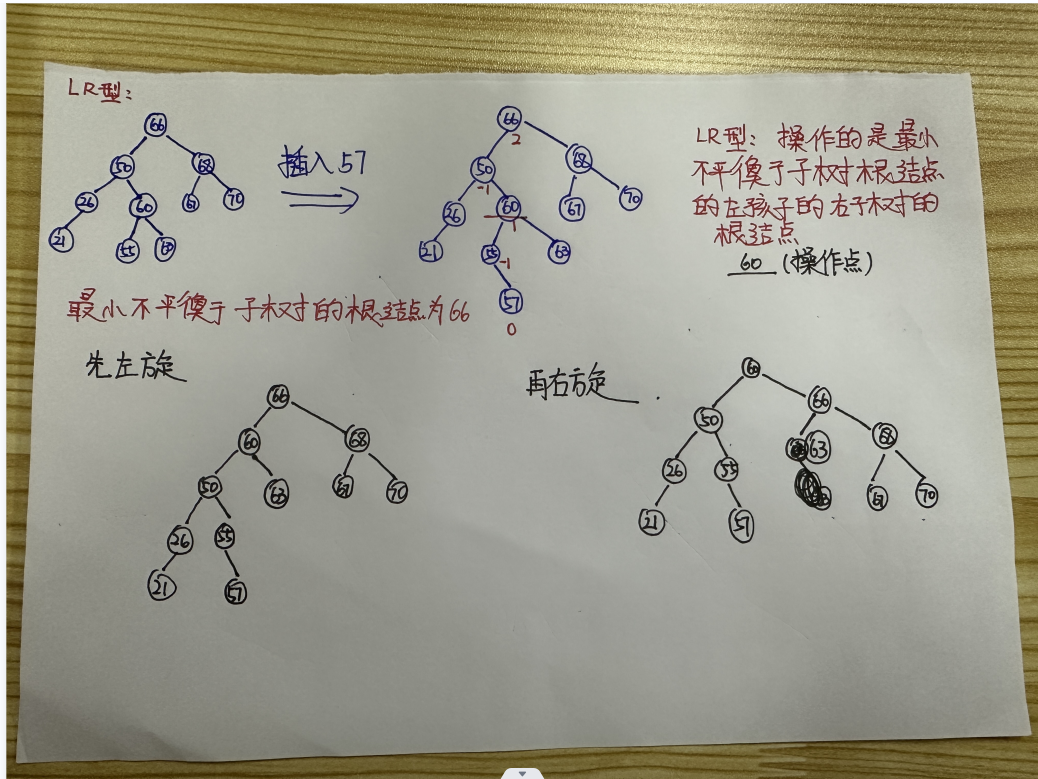 LR型:
66
50 68
26 60 67 70
21 55 63
插入57
66
2
50 68
-1
26 60 67 70
1
21 55 63
-1
57
0
LR型: 操作的是最小
不平衡子树根结点
的左孩子的右子树的
根结点
60 (操作点)
最小不平衡子树的根结点为66
先左旋
66
60 68
50 63 67 70
26 55
21 57
再右旋
60
50 66
26 55 63 68
21 57 67 70